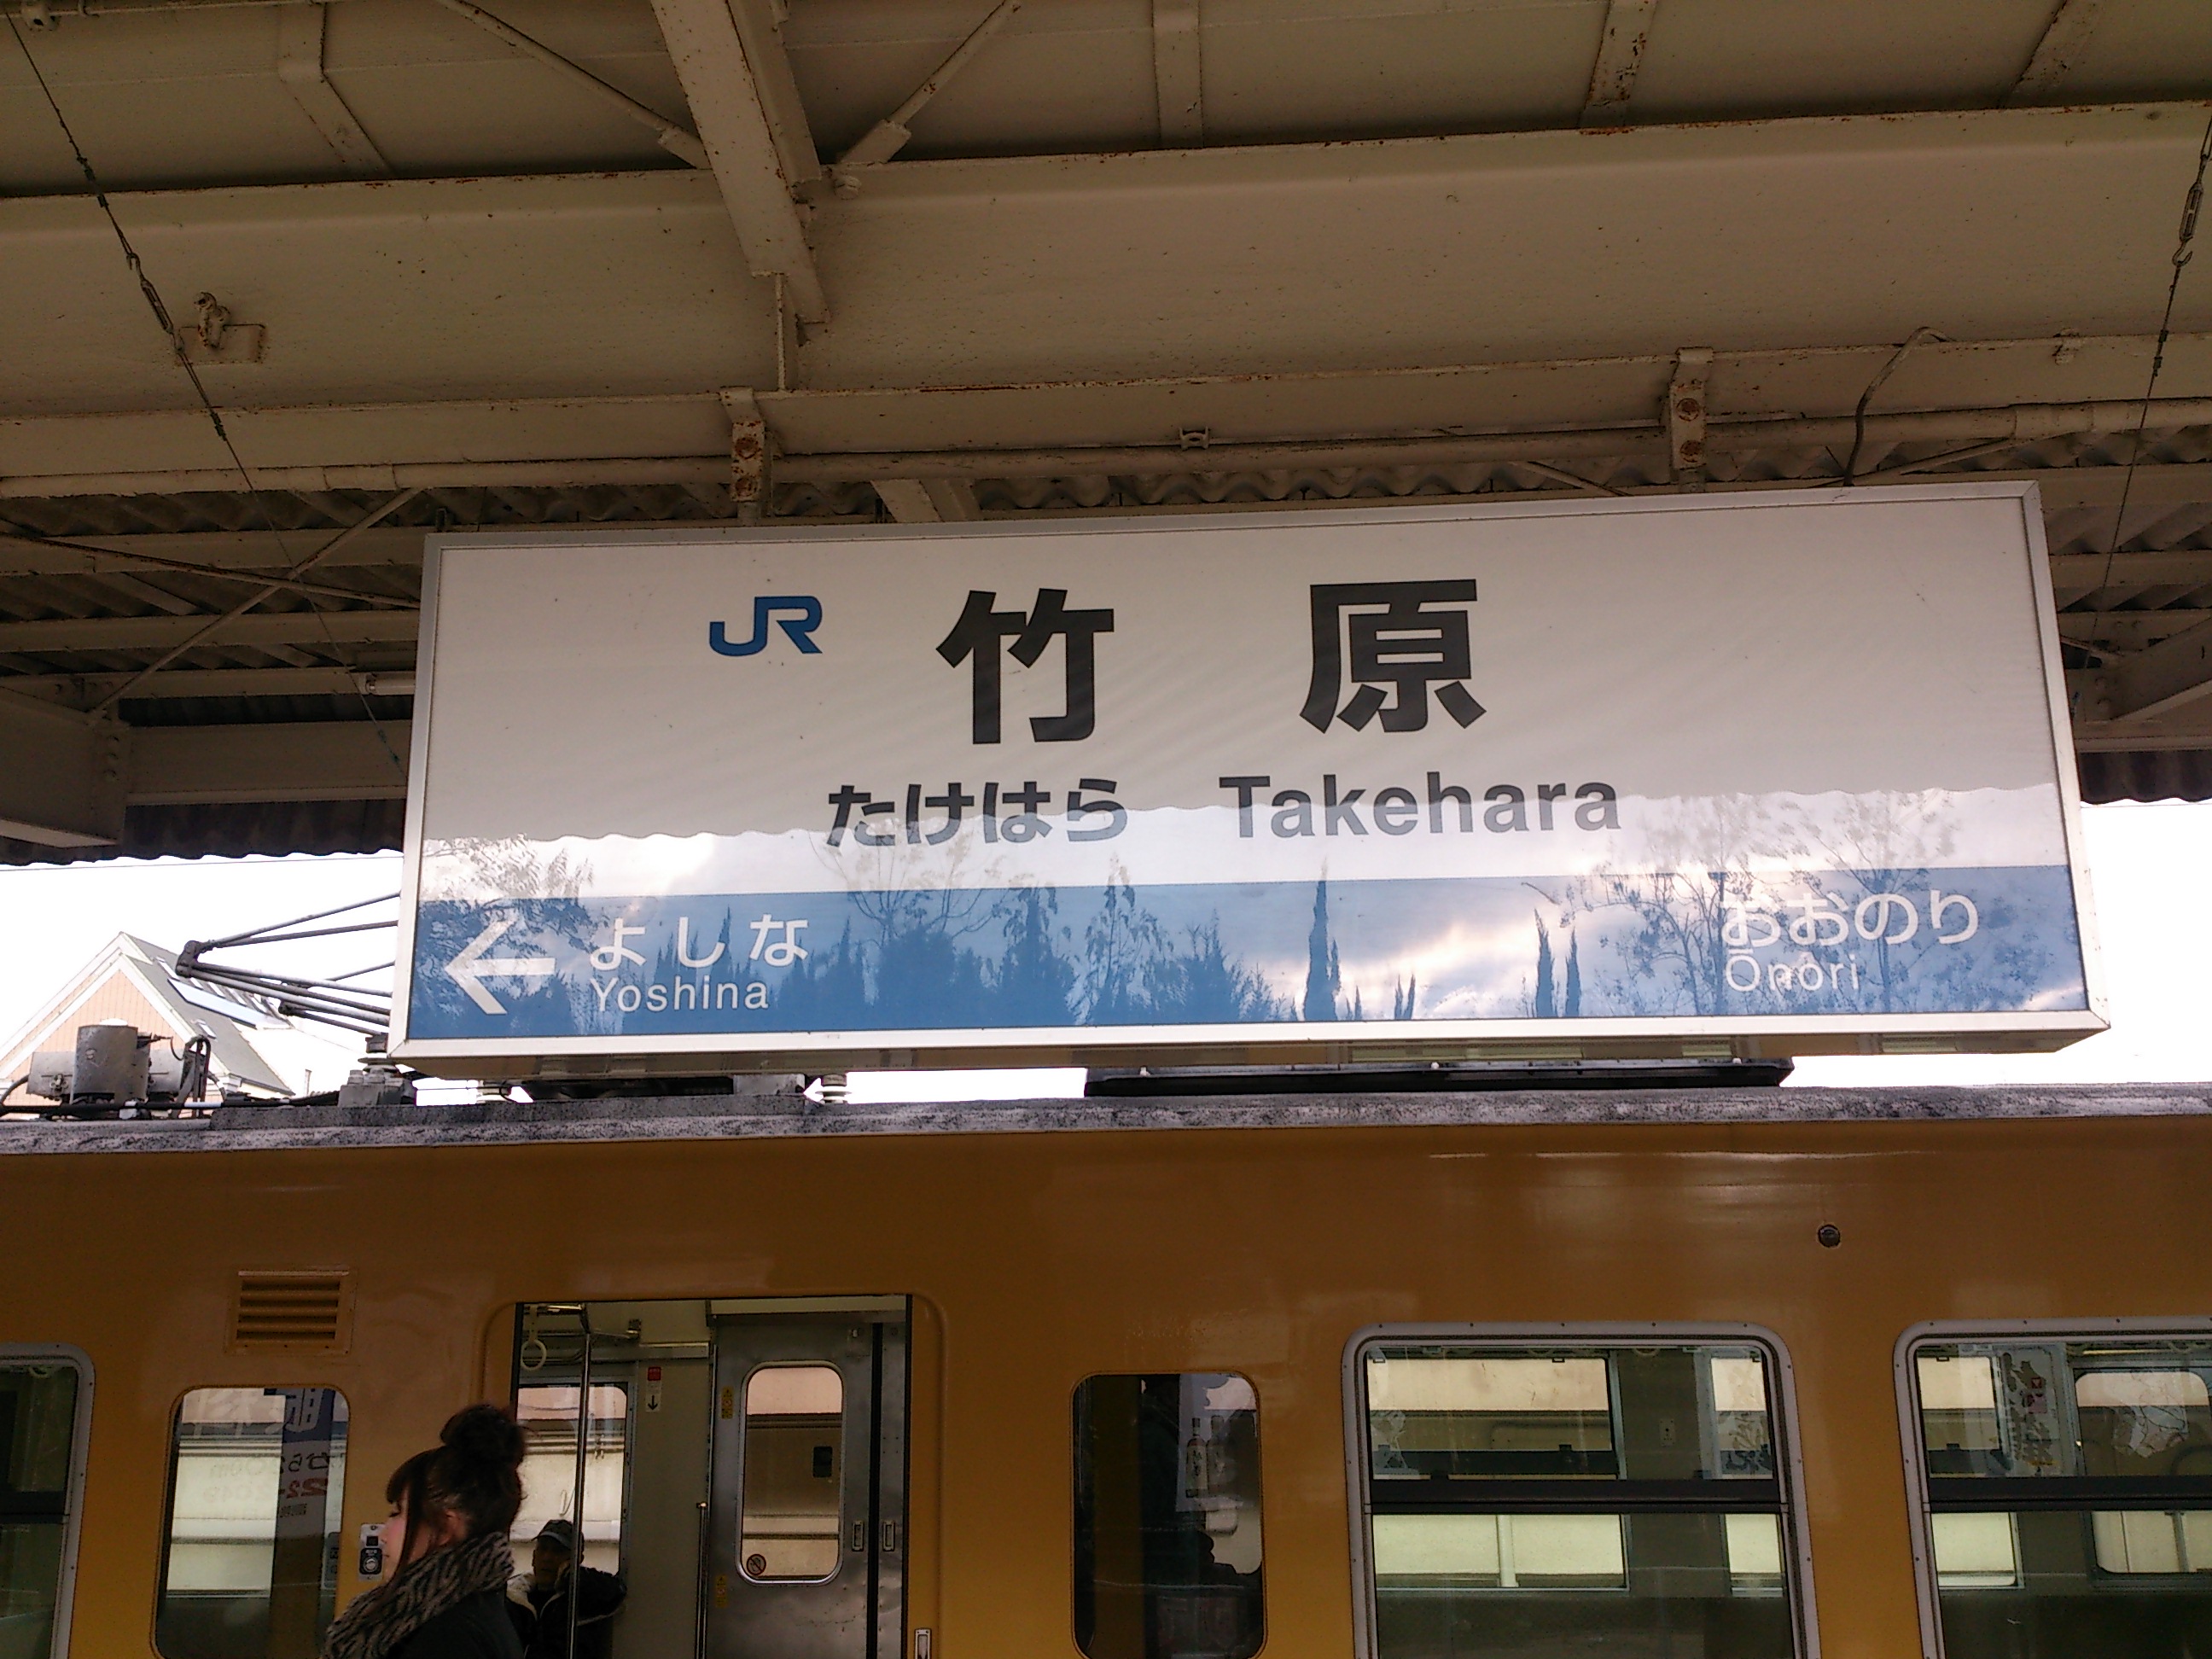 JR 竹原
たけはら Takehara
← よしな
Yoshina
おおのり
Ōnori